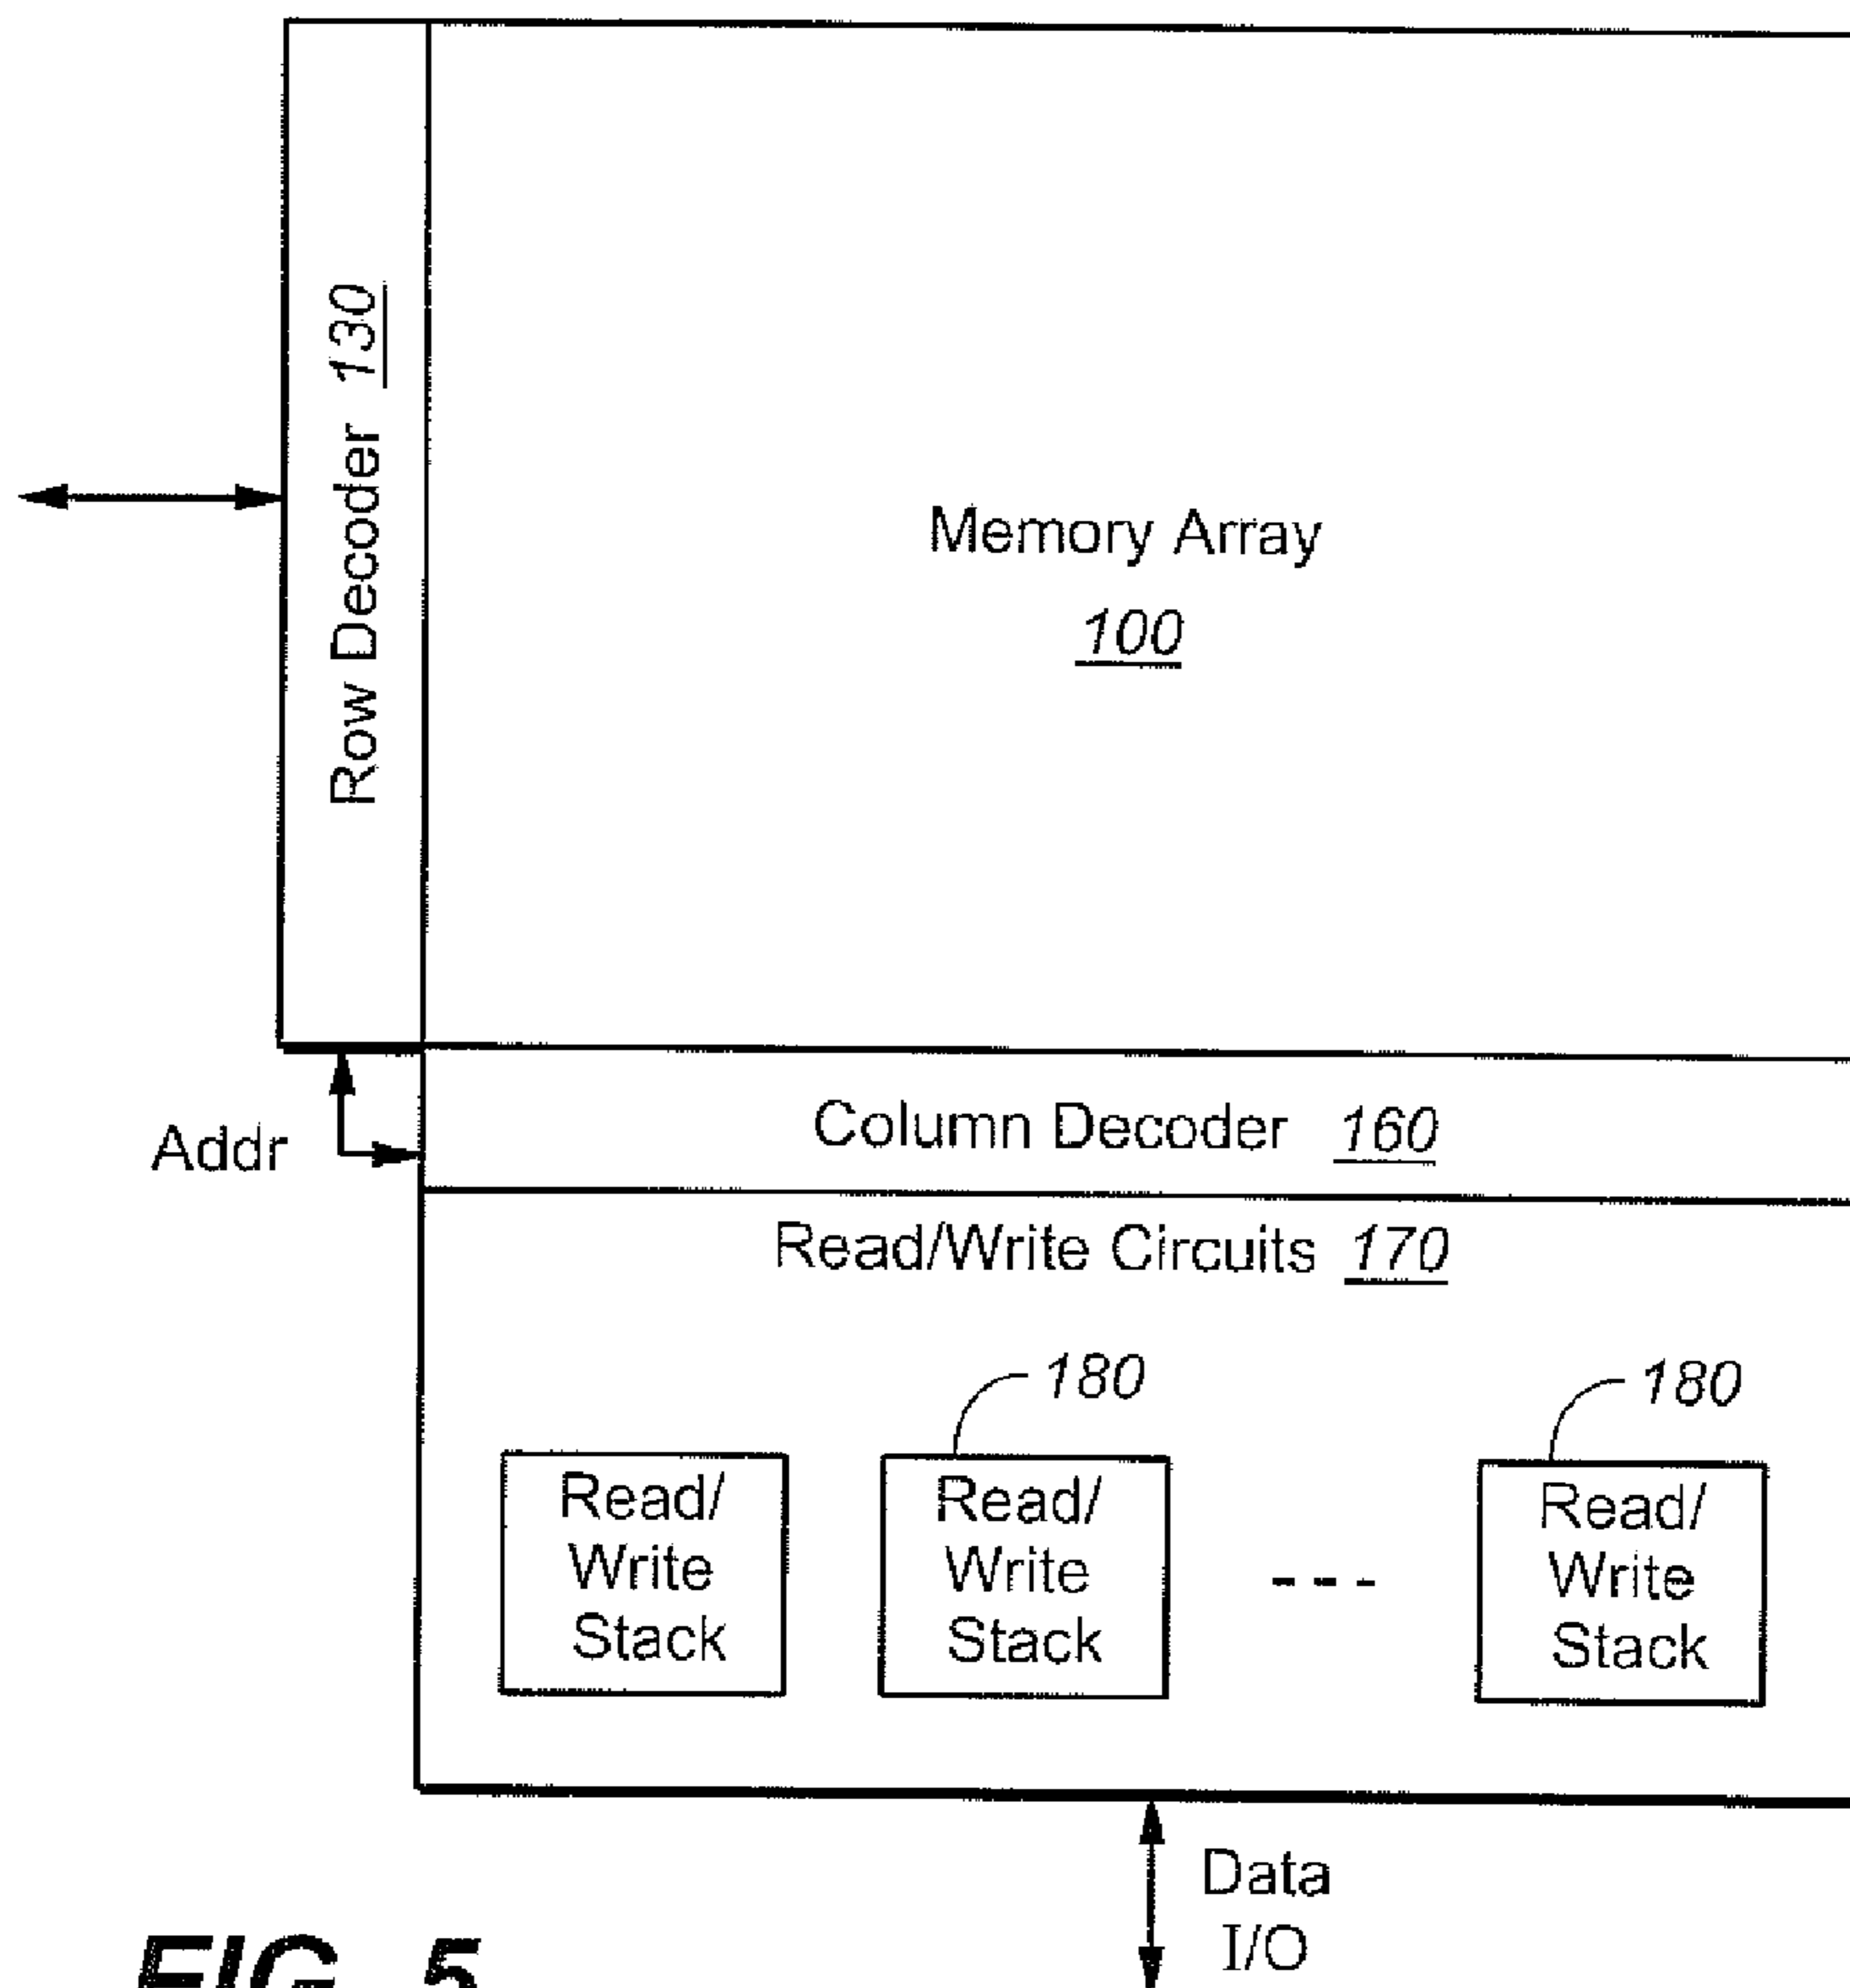 Row Decoder 130
Memory Array
100
Addr
Column Decoder 160
Read/Write Circuits 170
180
180
Read/
Write
Stack
Read/
Write
Stack
- - -
Read/
Write
Stack
Data
I/O
FIG. 5